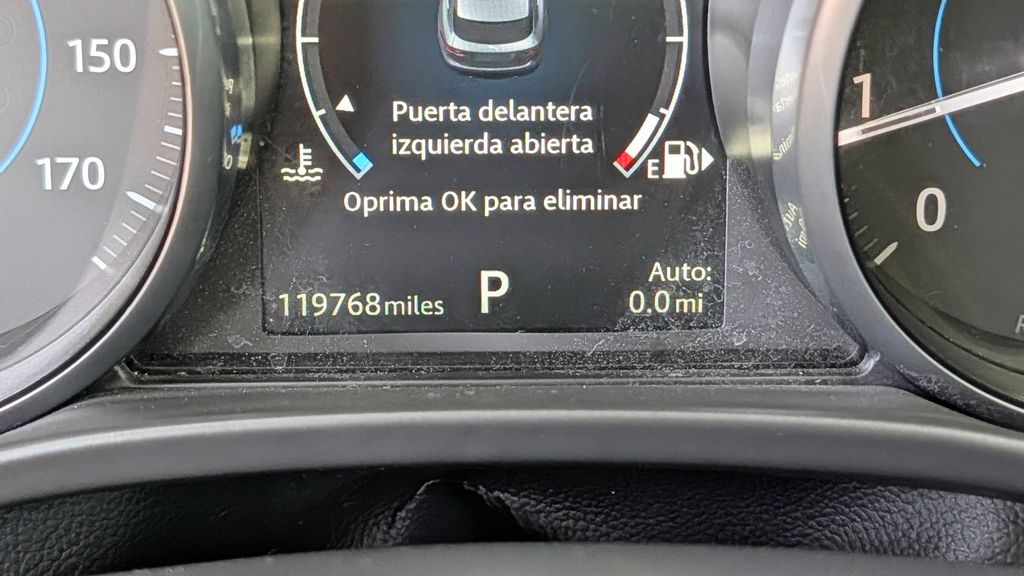 150
170
Puerta delantera
izquierda abierta
E
Oprima OK para eliminar
119768 miles
P
Auto:
0.0 mi
1
0